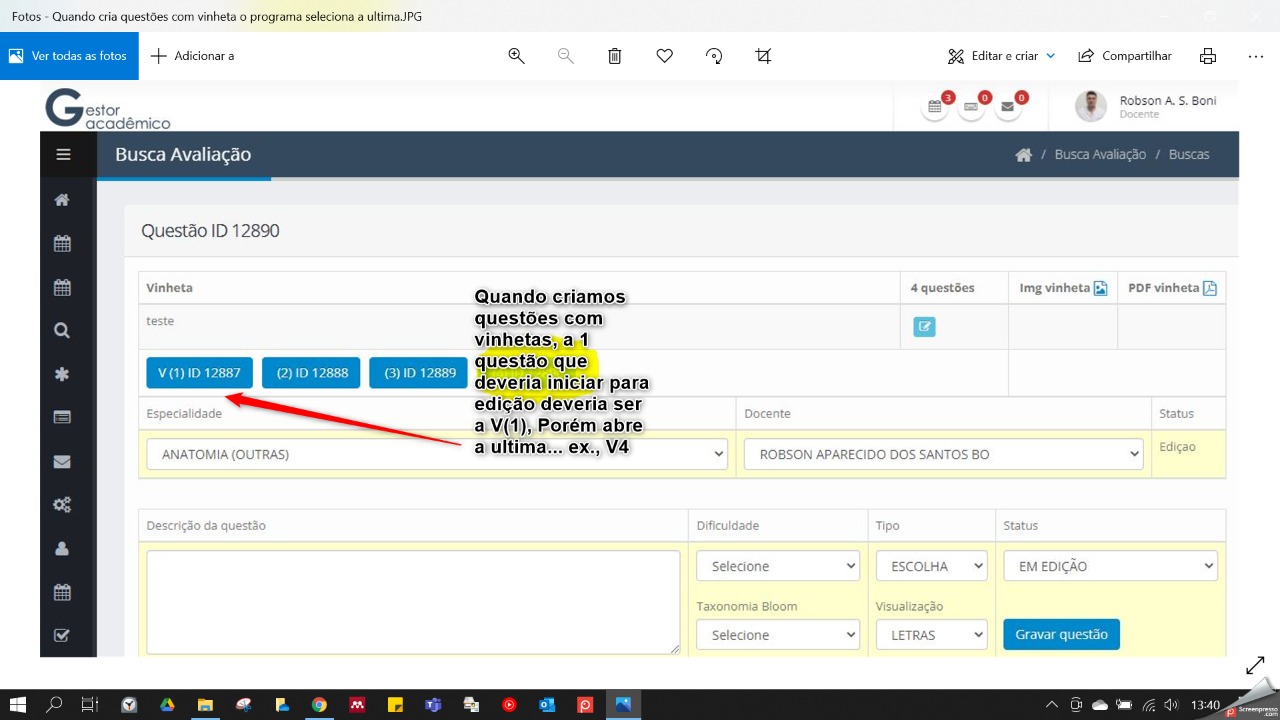 Fotos - Quando cria questões com vinheta o programa seleciona a ultima.JPG
Ver todas as fotos
Adicionar a
Editar e criar
Compartilhar
Gestor
acadêmico
3
0
0
Robson A. S. Boni
Docente
Busca Avaliação
/ Busca Avaliação / Buscas
Questão ID 12890
Vinheta
4 questões
Img vinheta
PDF vinheta
teste
Quando criamos
questões com
vinhetas, a 1
questão que
deveria iniciar para
edição deveria ser
a V(1), Porém abre
a ultima... ex., V4
V (1) ID 12887
(2) ID 12888
(3) ID 12889
Especialidade
Docente
Status
ANATOMIA (OUTRAS)
ROBSON APARECIDO DOS SANTOS BO
Ediçao
Descrição da questão
Dificuldade
Tipo
Status
Selecione
ESCOLHA
EM EDIÇÃO
Taxonomia Bloom
Visualização
Selecione
LETRAS
Gravar questão
13:40
Screenpresso
.com